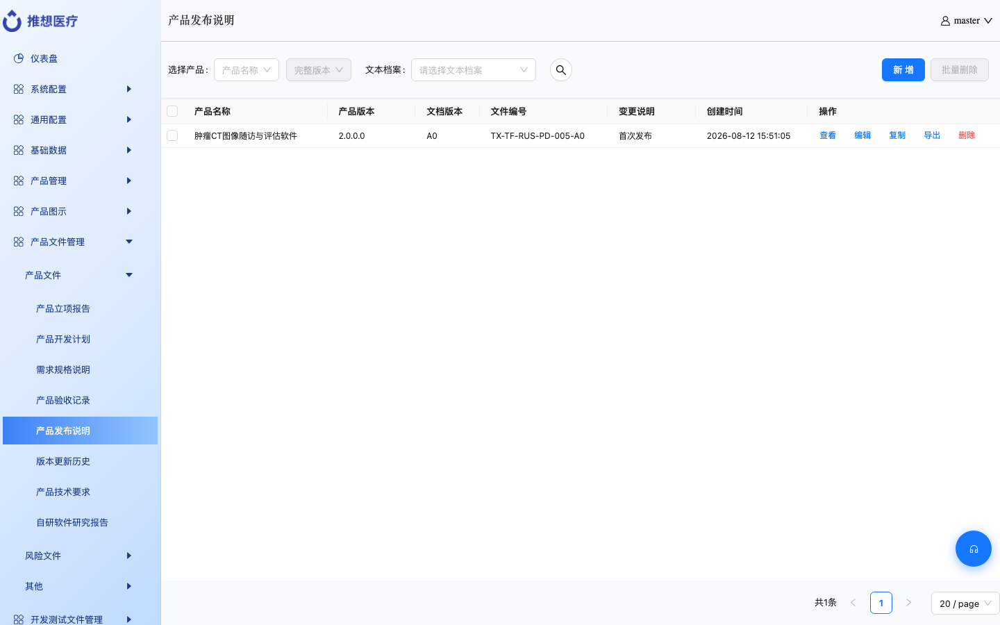 推想医疗
仪表盘
系统配置
通用配置
基础数据
产品管理
产品图示
产品文件管理
产品文件
产品立项报告
产品开发计划
需求规格说明
产品验收记录
产品发布说明
版本更新历史
产品技术要求
自研软件研究报告
风险文件
其他
开发测试文件管理
产品发布说明
master
选择产品: 产品名称 完整版本 文本档案: 请选择文本档案 新 增 批量删除
产品名称 产品版本 文档版本 文件编号 变更说明 创建时间 操作
肿瘤CT图像随访与评估软件 2.0.0.0 A0 TX-TF-RUS-PD-005-A0 首次发布 2026-08-12 15:51:05 查看 编辑 复制 导出 删除
共1条 1 20 / page